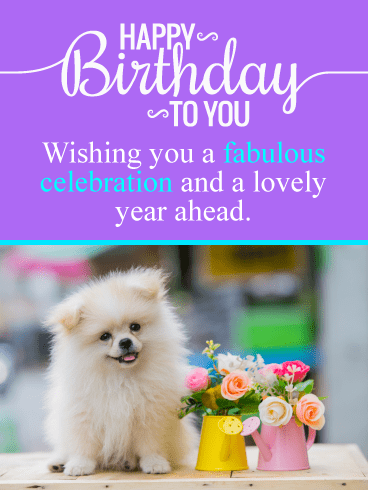 HAPPY
Birthday
TO YOU
Wishing you a fabulous
celebration and a lovely
year ahead.